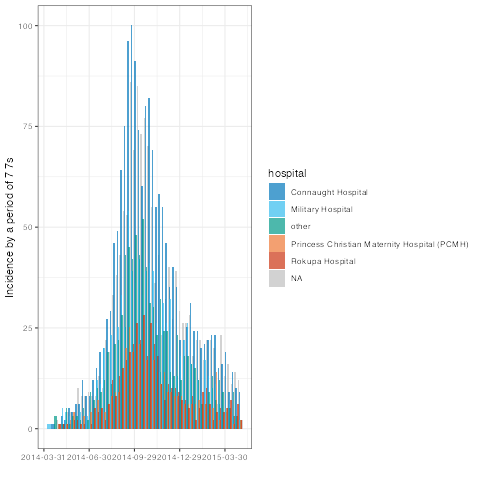 100
75
50
25
0
Incidence by a period of 7 7s
2014-03-31 2014-06-30 2014-09-29 2014-12-29 2015-03-30
hospital
Connaught Hospital
Military Hospital
other
Princess Christian Maternity Hospital (PCMH)
Rokupa Hospital
NA